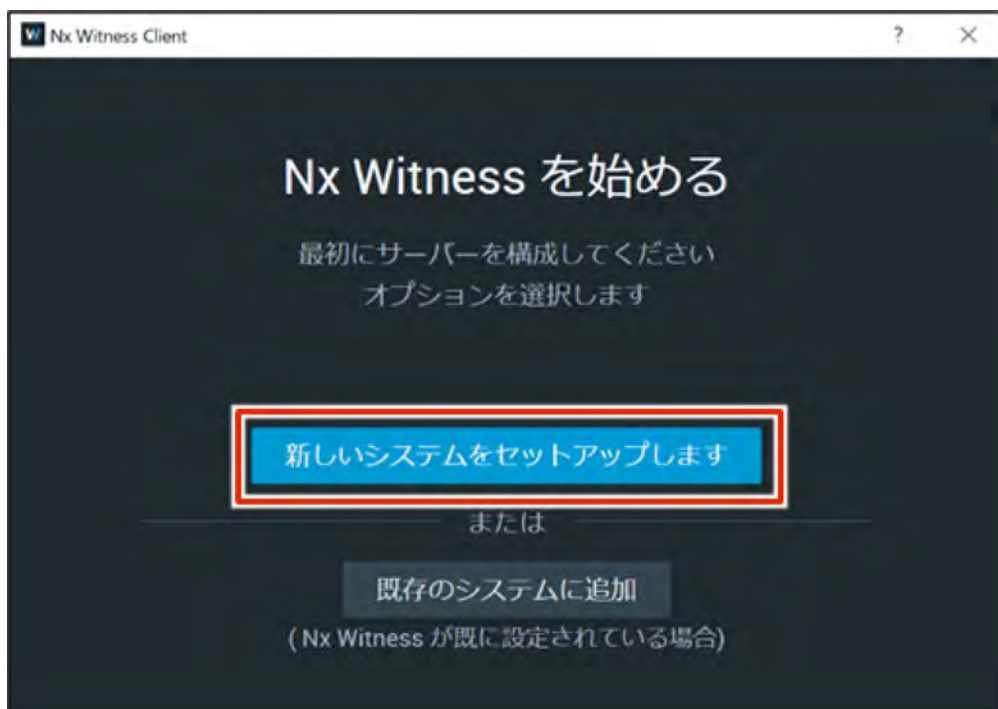 Nx Witness Client
Nx Witness を始める
最初にサーバーを構成してください
オプションを選択します
新しいシステムをセットアップします
または
既存のシステムに追加
( Nx Witness が既に設定されている場合)